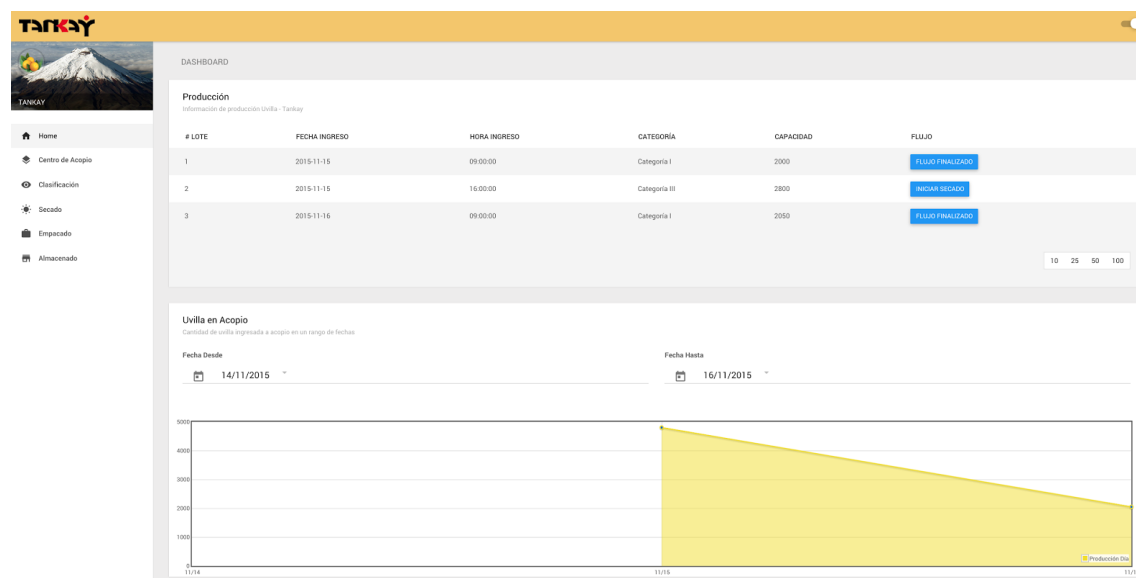 TANKAY
DASHBOARD
TANKAY
Producción
Información de producción Uvilla - Tankay
# LOTE FECHA INGRESO HORA INGRESO CATEGORÍA CAPACIDAD FLUJO
1 2015-11-15 09:00:00 Categoría I 2000 FLUJO FINALIZADO
2 2015-11-15 16:00:00 Categoría III 2800 INICIAR SECADO
3 2015-11-16 09:00:00 Categoría I 2050 FLUJO FINALIZADO
10 25 50 100
Home
Centro de Acopio
Clasificación
Secado
Empacado
Almacenado
Uvilla en Acopio
Cantidad de uvilla ingresada a acopio en un rango de fechas
Fecha Desde Fecha Hasta
14/11/2015 16/11/2015
5000
4000
3000
2000
1000
0
Producción Día
11/14 11/15 11/1